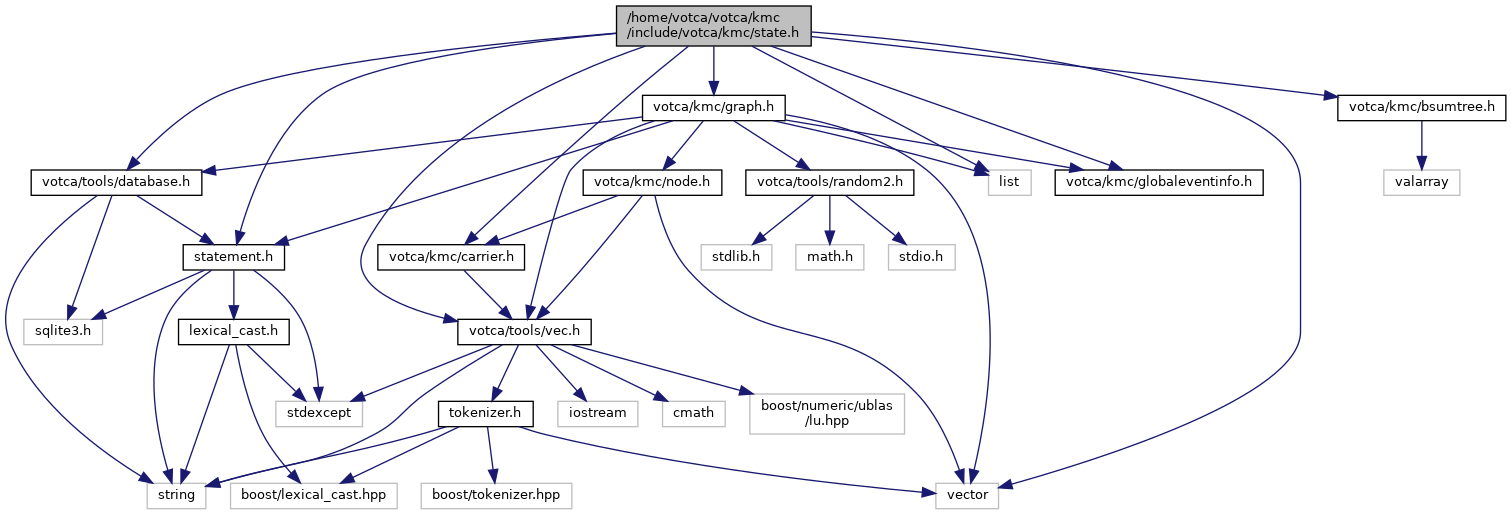 /home/votca/votca/kmc
/include/votca/kmc/state.h
votca/kmc/graph.h
votca/kmc/bsumtree.h
votca/tools/database.h
votca/kmc/node.h
votca/tools/random2.h
list
votca/kmc/globaleventinfo.h
valarray
statement.h
votca/kmc/carrier.h
stdlib.h
math.h
stdio.h
sqlite3.h
lexical_cast.h
votca/tools/vec.h
stdexcept
tokenizer.h
iostream
cmath
boost/numeric/ublas
/lu.hpp
string
boost/lexical_cast.hpp
boost/tokenizer.hpp
vector